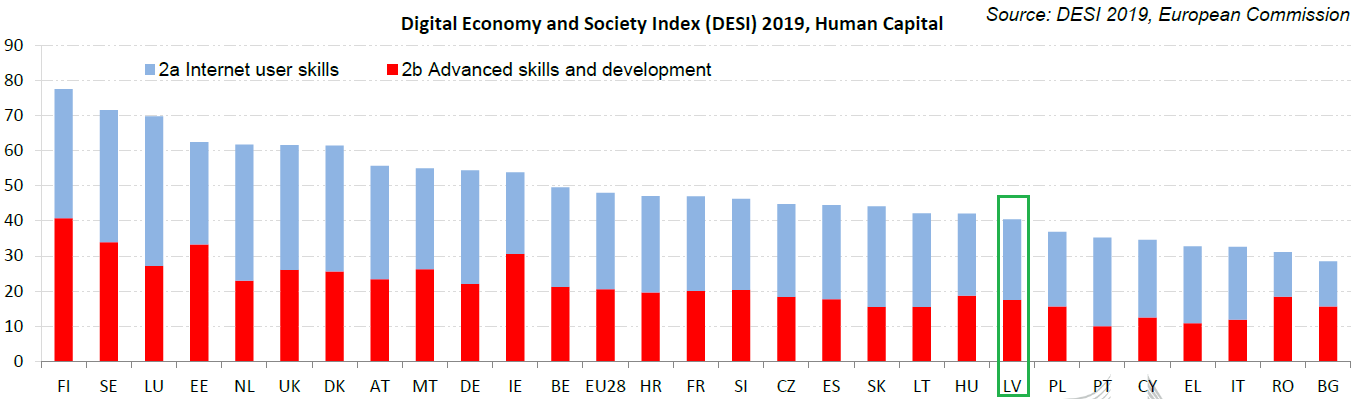 Digital Economy and Society Index (DESI) 2019, Human Capital
Source: DESI 2019, European Commission
2a Internet user skills
2b Advanced skills and development
90
80
70
60
50
40
30
20
10
0
FI SE LU EE NL UK DK AT MT DE IE BE EU28 HR FR SI CZ ES SK LT HU LV PL PT CY EL IT RO BG